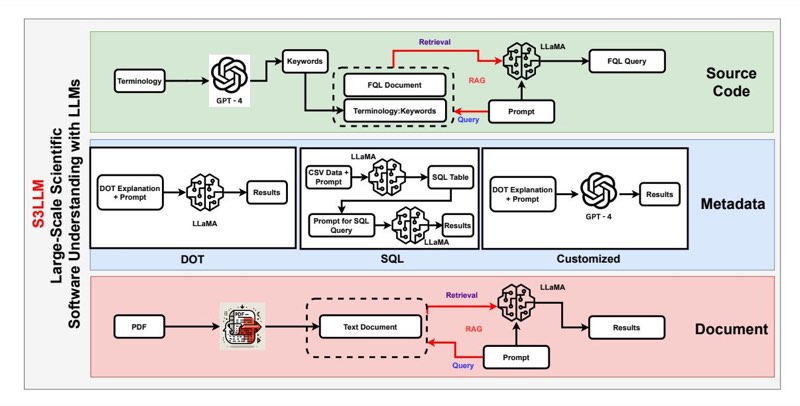 S3LLM
Large-Scale Scientific
Software Understanding with LLMs
Terminology
GPT - 4
Keywords
FQL Document
Terminology:Keywords
Retrieval
RAG
Query
LLaMA
Prompt
FQL Query
Source
Code
DOT Explanation
+ Prompt
LLaMA
Results
DOT
CSV Data +
Prompt
LLaMA
SQL Table
Prompt for SQL
Query
LLaMA
Results
SQL
DOT Explanation
+ Prompt
GPT - 4
Results
Customized
Metadata
PDF
PDF
Text Document
Retrieval
RAG
Query
LLaMA
Prompt
Results
Document